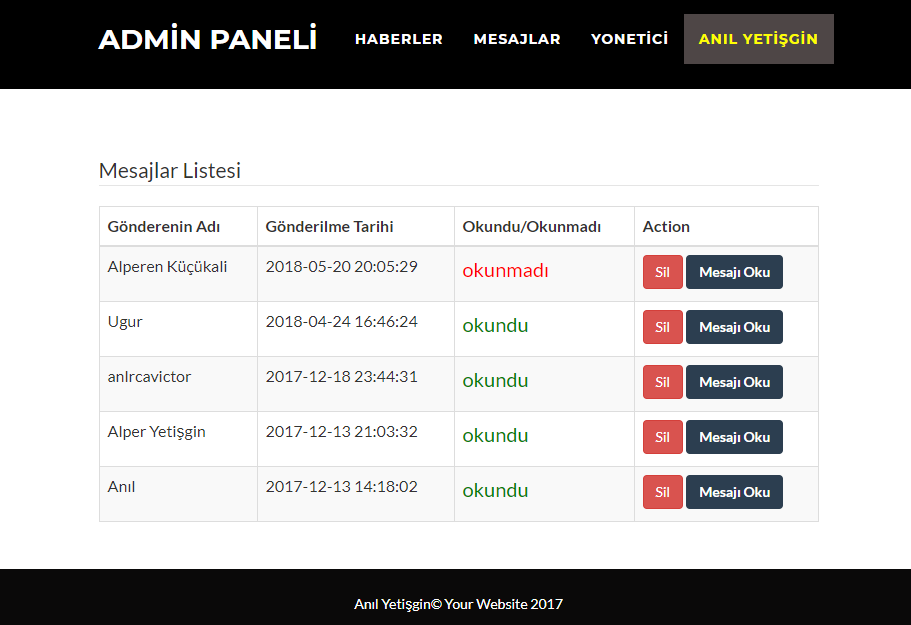 ADMİN PANELİ HABERLER MESAJLAR YONETİCİ ANIL YETİŞGİN
Mesajlar Listesi
Gönderenin Adı Gönderilme Tarihi Okundu/Okunmadı Action
Alperen Küçükali 2018-05-20 20:05:29 okunmadı Sil Mesajı Oku
Ugur 2018-04-24 16:46:24 okundu Sil Mesajı Oku
anlrcavictor 2017-12-18 23:44:31 okundu Sil Mesajı Oku
Alper Yetişgin 2017-12-13 21:03:32 okundu Sil Mesajı Oku
Anıl 2017-12-13 14:18:02 okundu Sil Mesajı Oku
Anıl Yetişgin© Your Website 2017